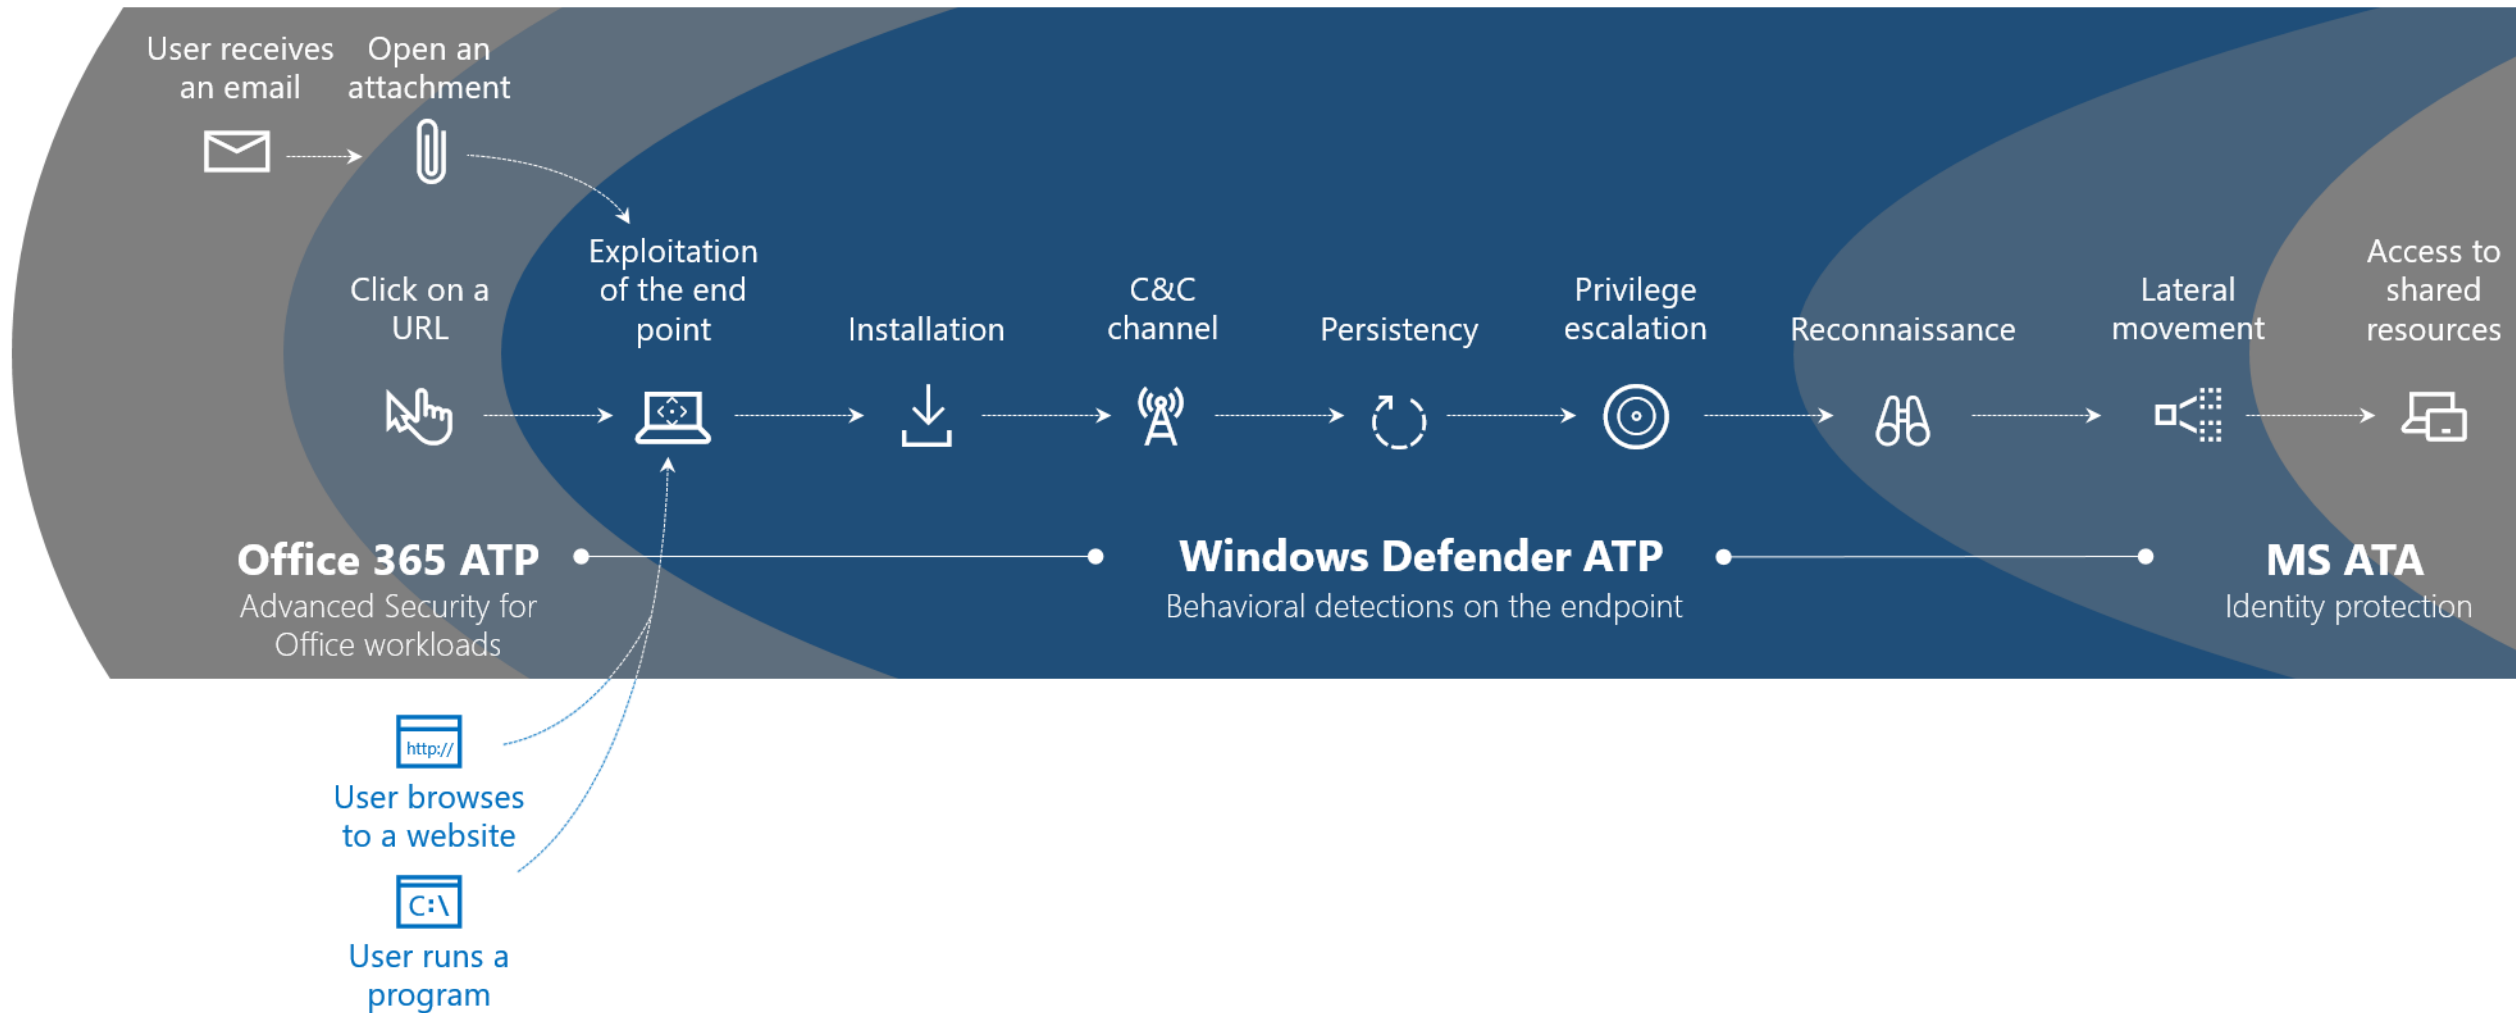 User receives
an email
Open an
attachment
Click on a
URL
Exploitation
of the end
point
Installation
C&C
channel
Persistency
Privilege
escalation
Reconnaissance
Lateral
movement
Access to
shared
resources
Office 365 ATP
Advanced Security for
Office workloads
Windows Defender ATP
Behavioral detections on the endpoint
MS ATA
Identity protection
http://
User browses
to a website
C:\
User runs a
program